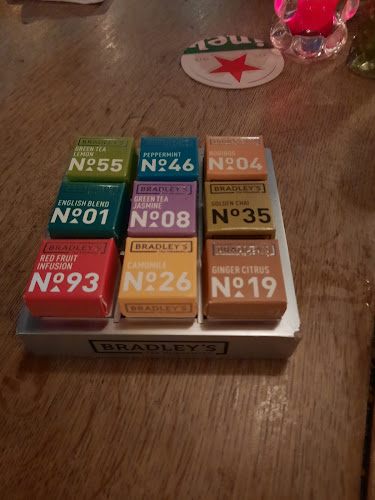 GREEN TEA
LEMON
Nº55
PEPPERMINT
Nº46
ROOIBOS
Nº04
ENGLISH BLEND
Nº01
BRADLEY'S
GREEN TEA
JASMINE
Nº08
BRADLEY'S
GOLDEN CHAI
Nº35
BRADLEY'S
RED FRUIT
INFUSION
Nº93
BRADLEY'S
CAMOMILE
Nº26
BRADLEY'S
GINGER CITRUS
Nº19
BRADLEY'S